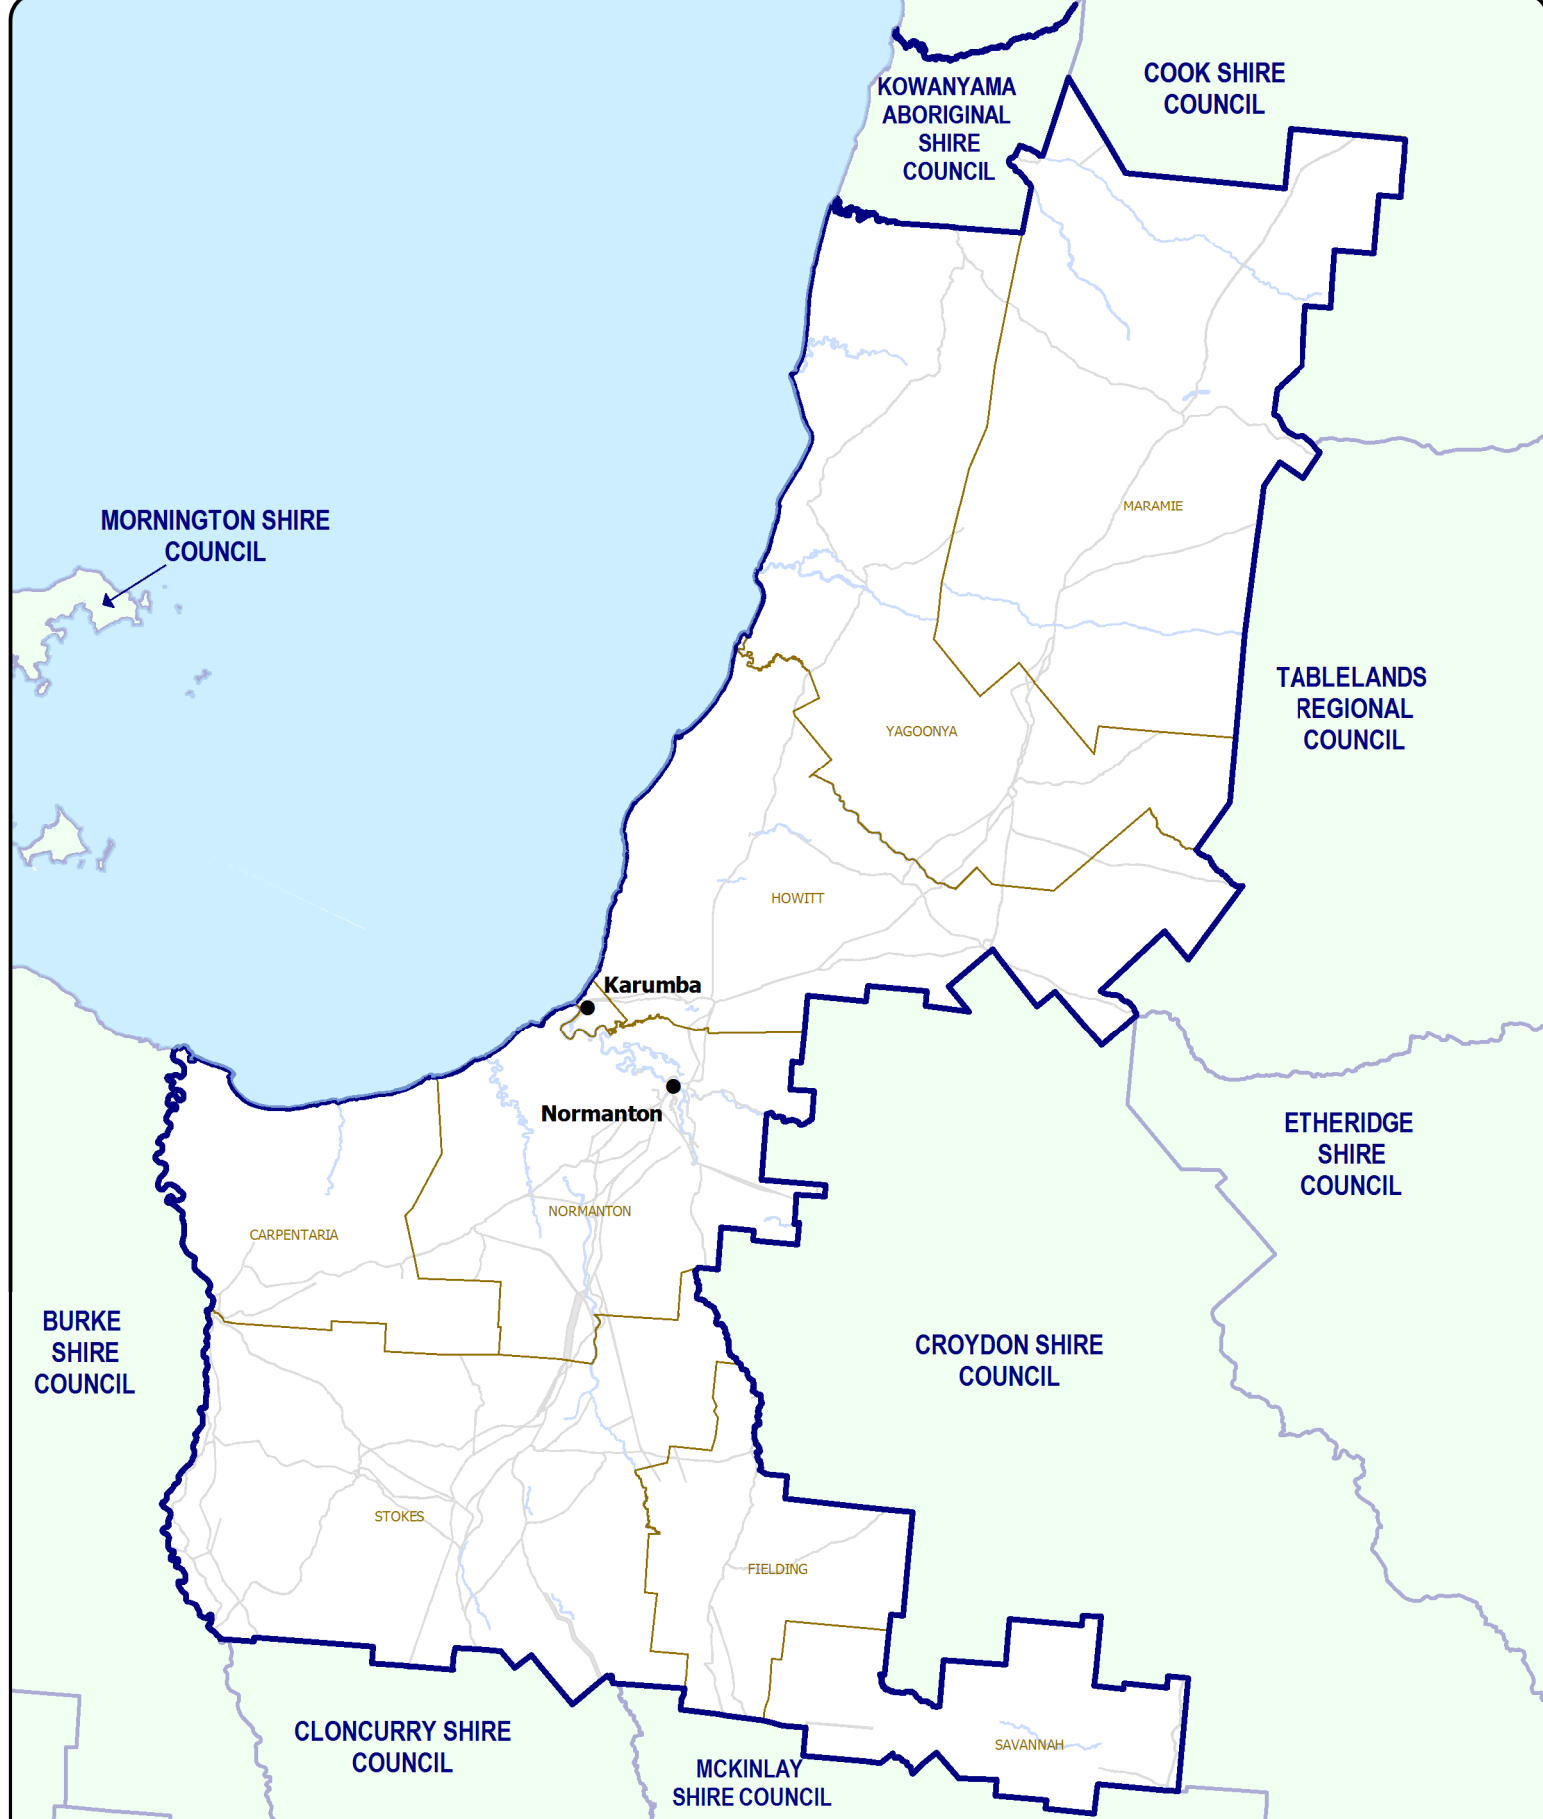 COOK SHIRE
COUNCIL
KOWANYAMA
ABORIGINAL
SHIRE
COUNCIL
MORNINGTON SHIRE
COUNCIL
MARAMIE
TABLELANDS
REGIONAL
COUNCIL
YAGOONYA
HOWITT
Karumba
Normanton
ETHERIDGE
SHIRE
COUNCIL
NORMANTON
CARPENTARIA
BURKE
SHIRE
COUNCIL
CROYDON SHIRE
COUNCIL
STOKES
FIELDING
CLONCURRY SHIRE
COUNCIL
MCKINLAY
SHIRE COUNCIL
SAVANNAH